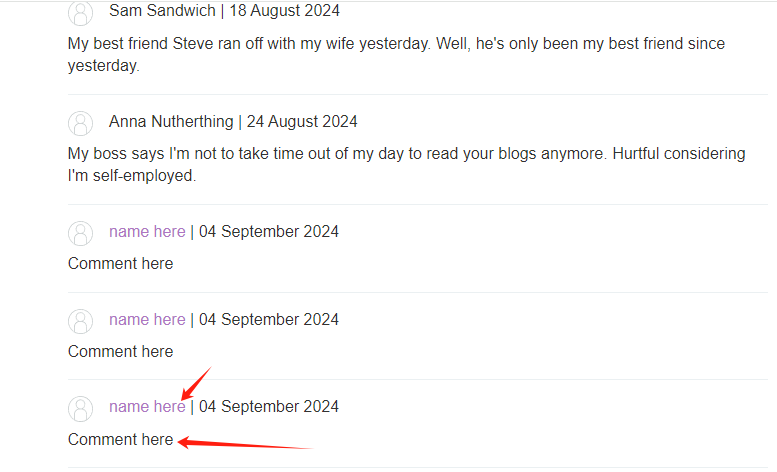 Sam Sandwich | 18 August 2024
My best friend Steve ran off with my wife yesterday. Well, he's only been my best friend since
yesterday.
Anna Nutherthing | 24 August 2024
My boss says I'm not to take time out of my day to read your blogs anymore. Hurtful considering
I'm self-employed.
name here | 04 September 2024
Comment here
name here | 04 September 2024
Comment here
name here | 04 September 2024
Comment here